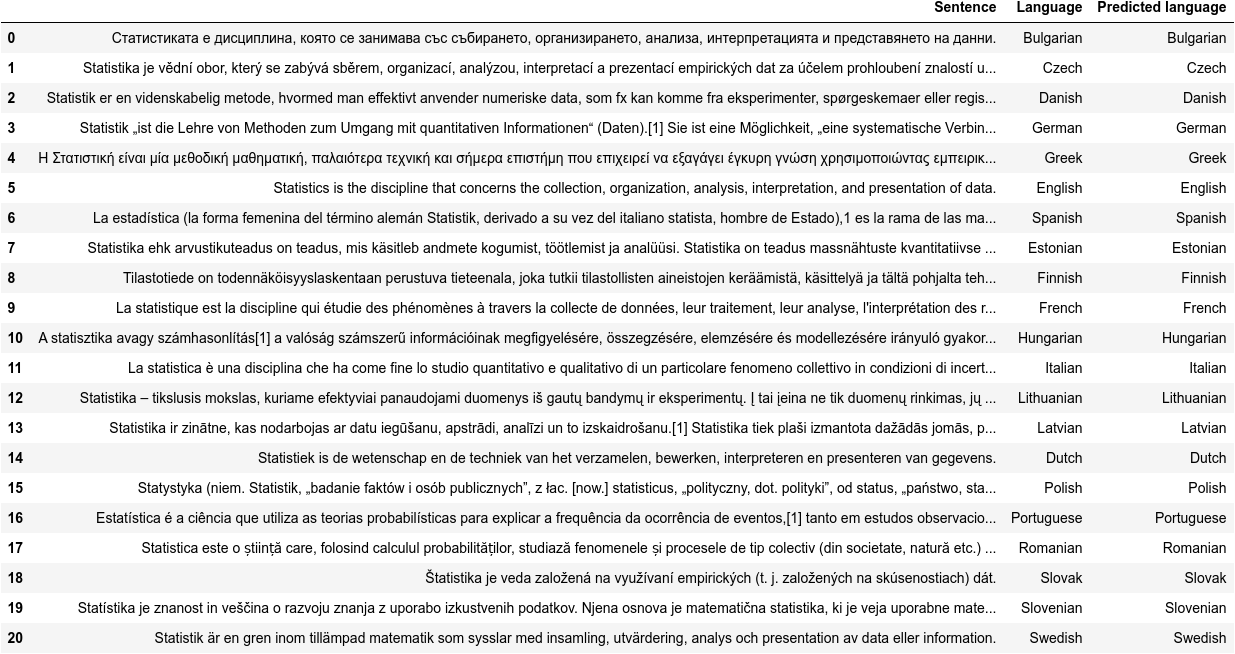 Sentence Language Predicted language
0 Статистиката е дисциплина, която се занимава със събирането, организирането, анализа, интерпретацията и представянето на данни. Bulgarian Bulgarian
1 Statistika je vědní obor, který se zabývá sběrem, organizací, analýzou, interpretací a prezentací empirických dat za účelem prohloubení znalostí u... Czech Czech
2 Statistik er en videnskabelig metode, hvormed man effektivt anvender numeriske data, som fx kan komme fra eksperimenter, spørgeskemaer eller regis... Danish Danish
3 Statistik „ist die Lehre von Methoden zum Umgang mit quantitativen Informationen“ (Daten).[1] Sie ist eine Möglichkeit, „eine systematische Verbin... German German
4 Η Στατιστική είναι μία μεθοδική μαθηματική, παλαιότερα τεχνική και σήμερα επιστήμη που επιχειρεί να εξαγάγει έγκυρη γνώση χρησιμοποιώντας εμπειρικ... Greek Greek
5 Statistics is the discipline that concerns the collection, organization, analysis, interpretation, and presentation of data. English English
6 La estadística (la forma femenina del término alemán Statistik, derivado a su vez del italiano statista, hombre de Estado),1 es la rama de las ma... Spanish Spanish
7 Statistika ehk arvustikuteadus on teadus, mis käsitleb andmete kogumist, töötlemist ja analüüsi. Statistika on teadus massnähtuste kvantitatiivse ... Estonian Estonian
8 Tilastotiede on todennäköisyyslaskentaan perustuva tieteenala, joka tutkii tilastollisten aineistojen keräämistä, käsittelyä ja tältä pohjalta teh... Finnish Finnish
9 La statistique est la discipline qui étudie des phénomènes à travers la collecte de données, leur traitement, leur analyse, l'interprétation des r... French French
10 A statisztika avagy számhasonlítás[1] a valóság számszerű információinak megfigyelésére, összegzésére, elemzésére és modellezésére irányuló gyakor... Hungarian Hungarian
11 La statistica è una disciplina che ha come fine lo studio quantitativo e qualitativo di un particolare fenomeno collettivo in condizioni di incert... Italian Italian
12 Statistika – tikslusis mokslas, kuriame efektyviai panaudojami duomenys iš gautų bandymų ir eksperimentų. Į tai įeina ne tik duomenų rinkimas, jų ... Lithuanian Lithuanian
13 Statistika ir zinātne, kas nodarbojas ar datu iegūšanu, apstrādi, analīzi un to izskaidrošanu.[1] Statistika tiek plaši izmantota dažādās jomās, p... Latvian Latvian
14 Statistiek is de wetenschap en de techniek van het verzamelen, bewerken, interpreteren en presenteren van gegevens. Dutch Dutch
15 Statystyka (niem. Statistik, „badanie faktów i osób publicznych”, z łac. [now.] statisticus, „polityczny, dot. polityki”, od status, „państwo, sta... Polish Polish
16 Estatística é a ciência que utiliza as teorias probabilísticas para explicar a frequência da ocorrência de eventos,[1] tanto em estudos observacio... Portuguese Portuguese
17 Statistica este o știință care, folosind calculul probabilităților, studiază fenomenele și procesele de tip colectiv (din societate, natură etc.) ... Romanian Romanian
18 Štatistika je veda založená na využívaní empirických (t. j. založených na skúsenostiach) dát. Slovak Slovak
19 Statístika je znanost in veščina o razvoju znanja z uporabo izkustvenih podatkov. Njena osnova je matematična statistika, ki je veja uporabne mate... Slovenian Slovenian
20 Statistik är en gren inom tillämpad matematik som sysslar med insamling, utvärdering, analys och presentation av data eller information. Swedish Swedish